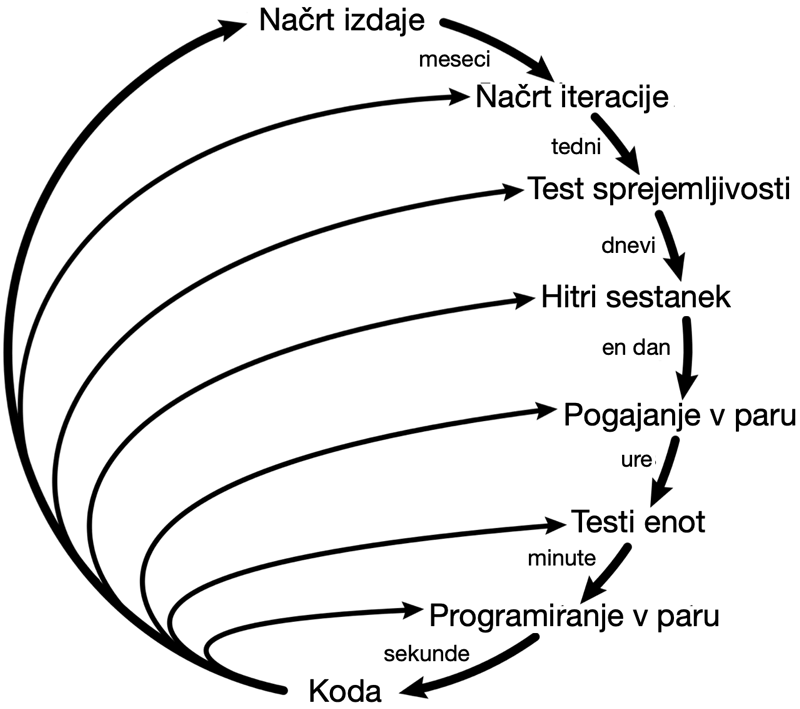 Načrt izdaje
meseci
Načrt iteracije
tedni
Test sprejemljivosti
dnevi
Hitri sestanek
en dan
Pogajanje v paru
ure
Testi enot
minute
Programiranje v paru
sekunde
Koda